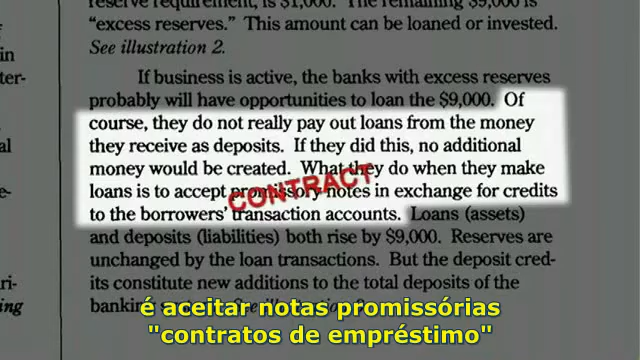 reserve requirement, is $1,000. The remaining $9,000 is
"excess reserves." This amount can be loaned or invested.
See illustration 2.
If business is active, the banks with excess reserves
probably will have opportunities to loan the $9,000. Of
course, they do not really pay out loans from the money
they receive as deposits. If they did this, no additional
money would be created. What they do when they make
loans is to accept promissory notes in exchange for credits
to the borrowers' transaction accounts. Loans (assets)
and deposits (liabilities) both rise by $9,000. Reserves are
unchanged by the loan transactions. But the deposit cred-
its constitute new additions to the total deposits of the
banking
CONTRACT
in
ter-
al
e-
ri-
ing
é aceitar notas promissórias
"contratos de empréstimo"